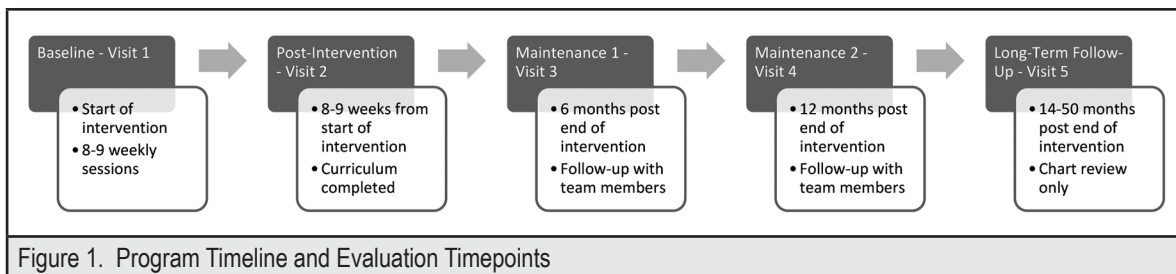 Baseline - Visit 1
• Start of
intervention
• 8-9 weekly
sessions
Post-Intervention
- Visit 2
• 8-9 weeks from
start of
intervention
• Curriculum
completed
Maintenance 1 -
Visit 3
• 6 months post
end of
intervention
• Follow-up with
team members
Maintenance 2 -
Visit 4
• 12 months post
end of
intervention
• Follow-up with
team members
Long-Term Follow-
Up - Visit 5
• 14-50 months
post end of
intervention
• Chart review
only
Figure 1. Program Timeline and Evaluation Timepoints